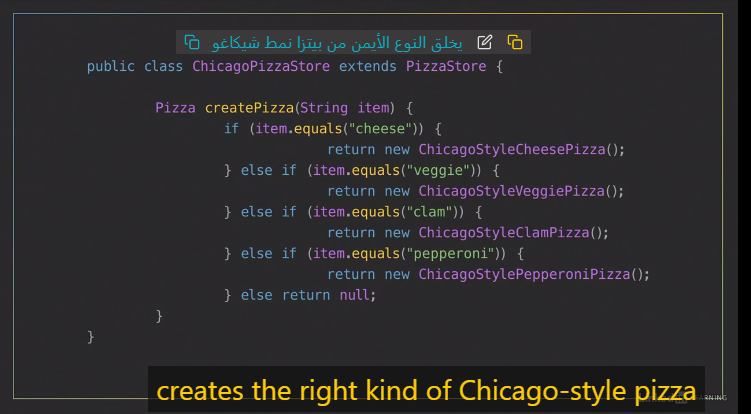 يخلق النوع الأيمن من بيتزا نمط شيكاغو
public class ChicagoPizzaStore extends PizzaStore {
Pizza createPizza(String item) {
if (item.equals("cheese")) {
return new ChicagoStyleCheesePizza();
} else if (item.equals("veggie")) {
return new ChicagoStyleVeggiePizza();
} else if (item.equals("clam")) {
return new ChicagoStyleClamPizza();
} else if (item.equals("pepperoni")) {
return new ChicagoStylePepperoniPizza();
} else return null;
}
}
creates the right kind of Chicago-style pizza